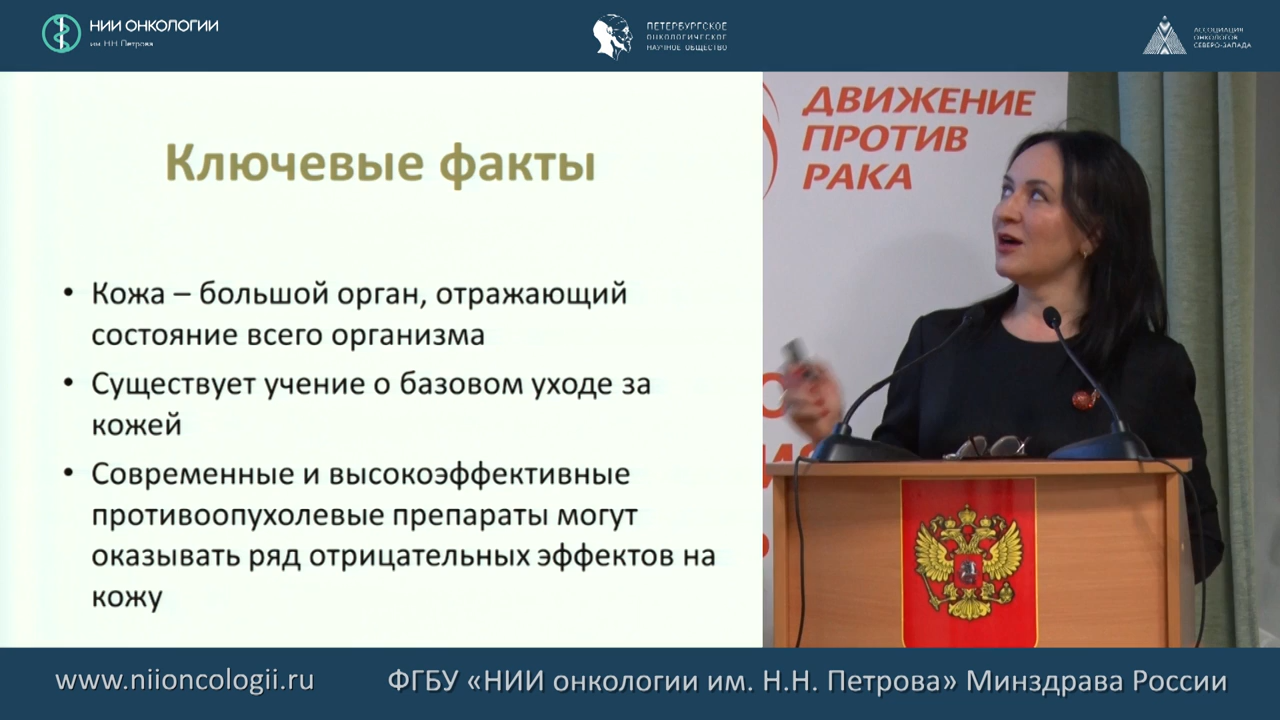 НИИ ОНКОЛОГИИ
им. Н.Н. Петрова
ПЕТЕРБУРГСКОЕ
ОНКОЛОГИЧЕСКОЕ
НАУЧНОЕ ОБЩЕСТВО
АССОЦИАЦИЯ
ОНКОЛОГОВ
СЕВЕРО-ЗАПАДА
Ключевые факты
• Кожа – большой орган, отражающий
состояние всего организма
• Существует учение о базовом уходе за
кожей
• Современные и высокоэффективные
противоопухолевые препараты могут
оказывать ряд отрицательных эффектов на
кожу
ДВИЖЕНИЕ
ПРОТИВ
РАКА
www.niioncologii.ru
ФГБУ «НИИ онкологии им. Н.Н. Петрова» Минздрава России